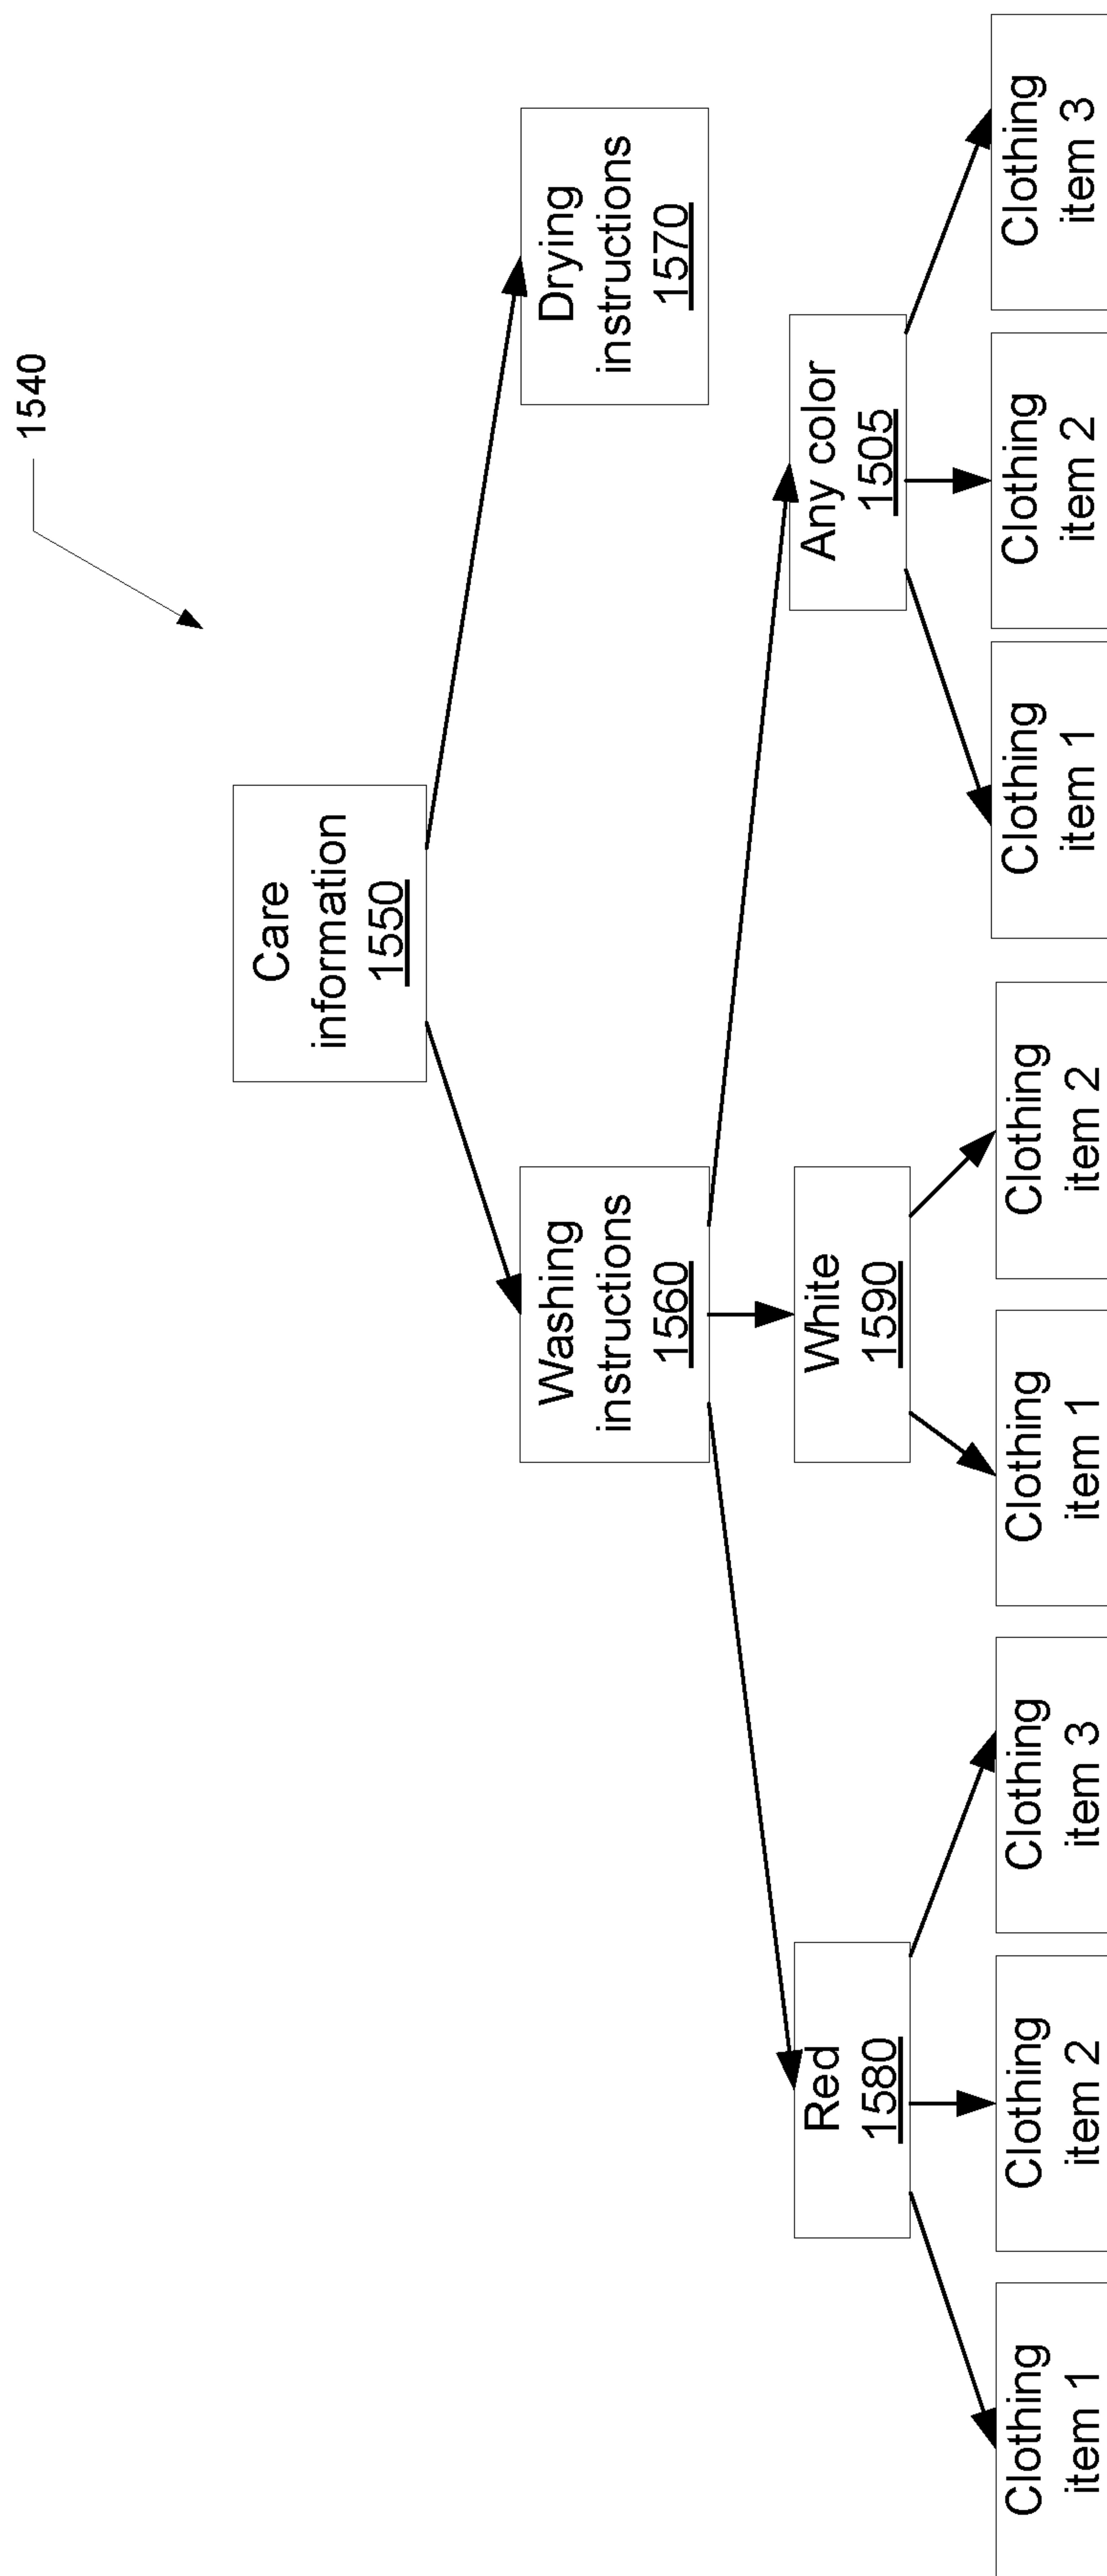 1540
Care
information
1550
Washing
instructions
1560
Drying
instructions
1570
Red
1580
White
1590
Any color
1505
Clothing
item 1
Clothing
item 2
Clothing
item 3
Clothing
item 1
Clothing
item 2
Clothing
item 1
Clothing
item 2
Clothing
item 3